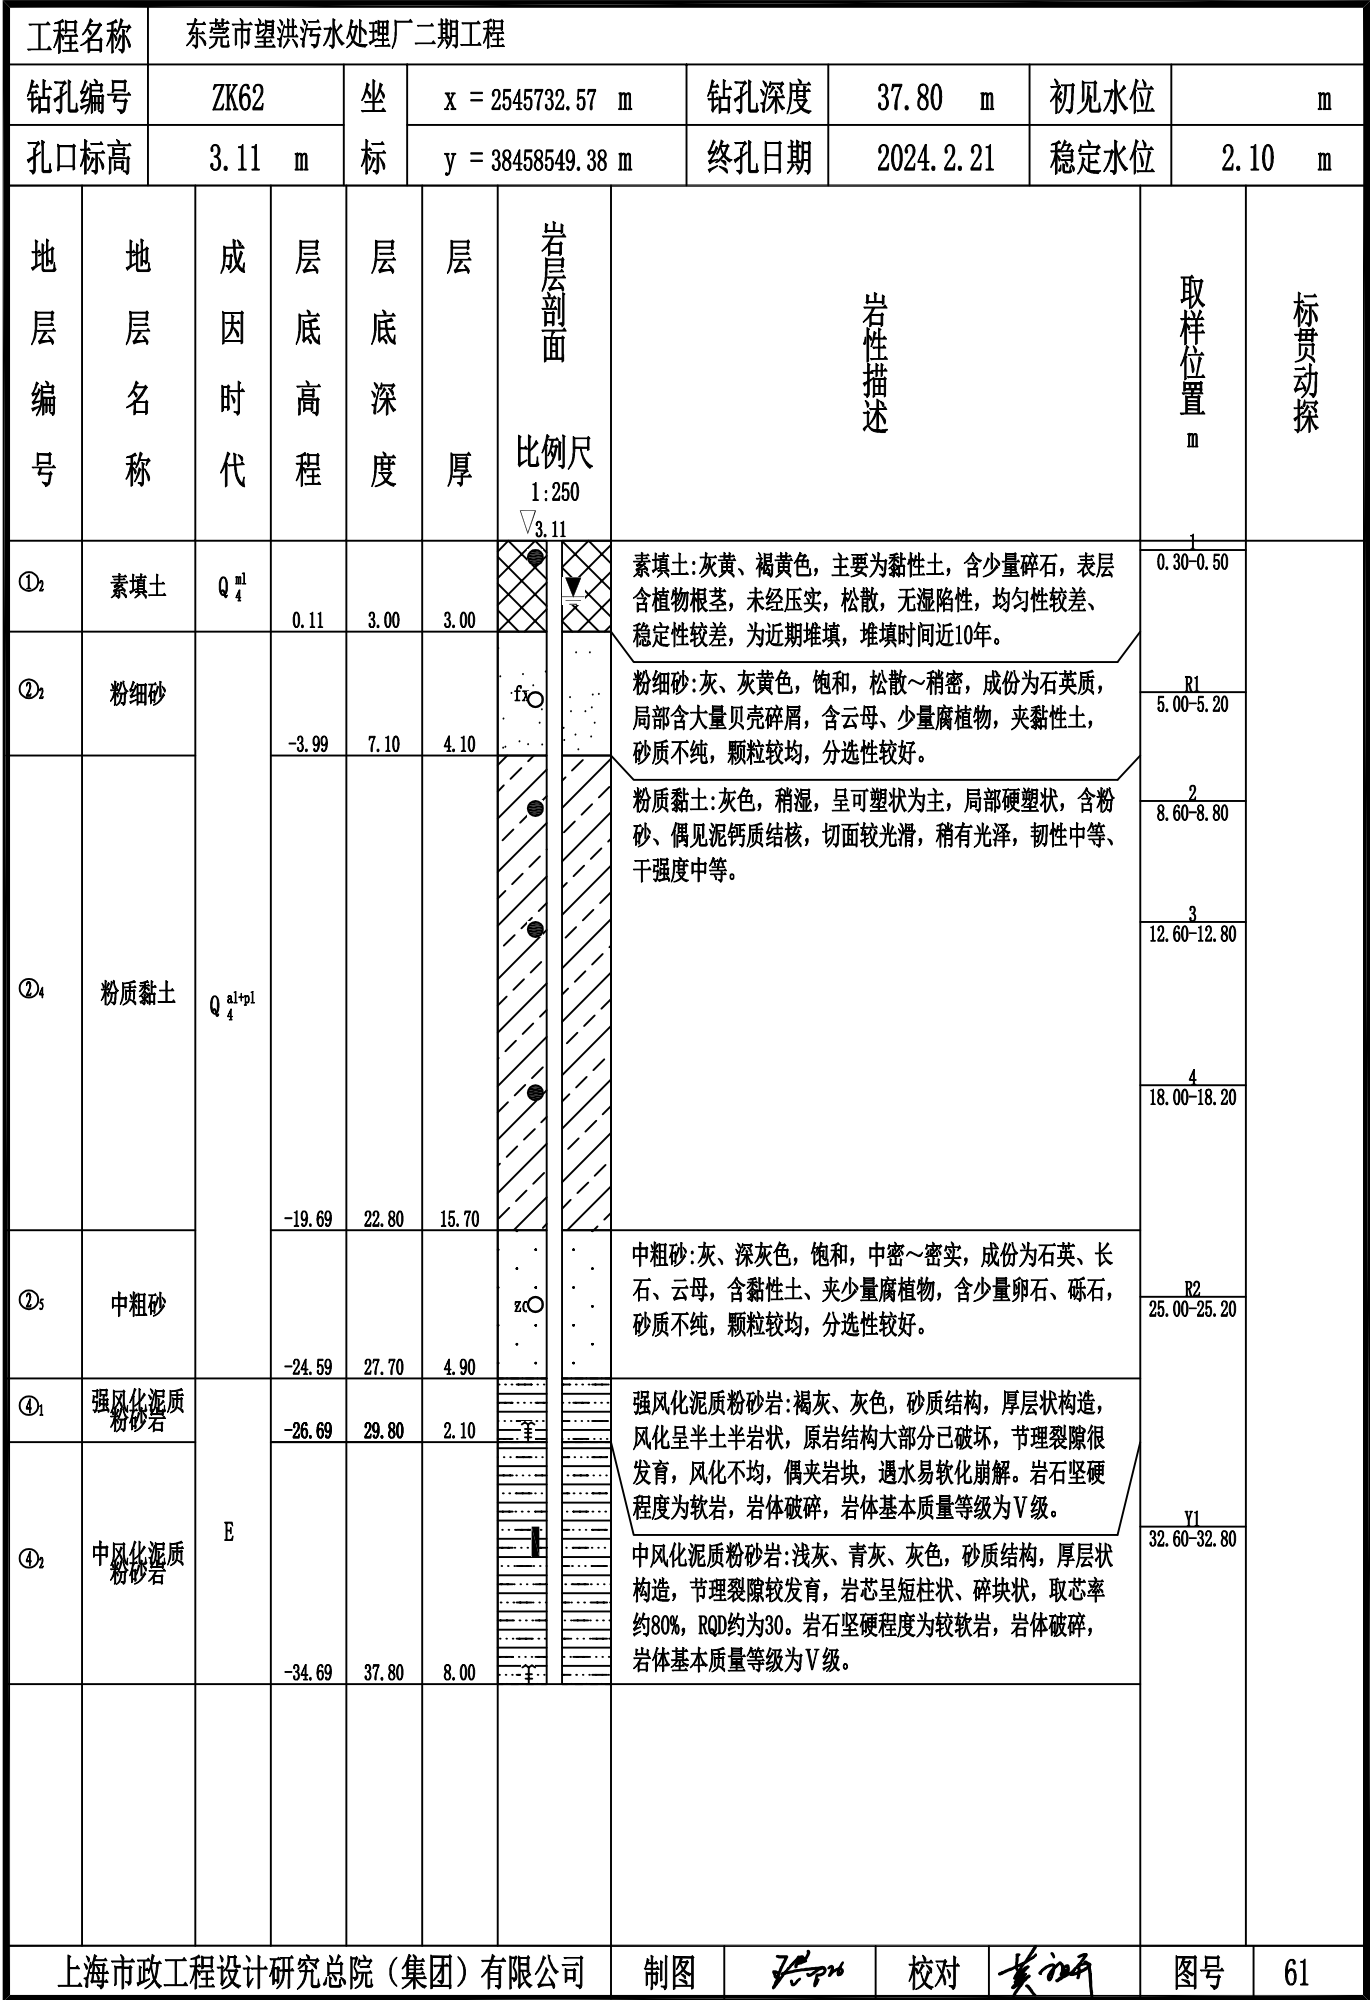 工程名称 东莞市望洪污水处理厂二期工程
钻孔编号 ZK62 坐标 x = 2545732.57 m 钻孔深度 37.80 m 初见水位 m
孔口标高 3.11 m y = 38458549.38 m 终孔日期 2024.2.21 稳定水位 2.10 m
地层编号 地层名称 成因时代 层底高程 层底深度 层厚 岩层剖面 岩性描述 取样位置 m 标贯动探
比例尺
1:250
3.11
①2 素填土 Q4ml 0.11 3.00 3.00
素填土:灰黄、褐黄色，主要为黏性土，含少量碎石，表层
含植物根茎，未经压实，松散，无湿陷性，均匀性较差、
稳定性较差，为近期堆填，堆填时间近10年。
1
0.30-0.50
②2 粉细砂 -3.99 7.10 4.10
fx
粉细砂:灰、灰黄色，饱和，松散～稍密，成份为石英质，
局部含大量贝壳碎屑，含云母、少量腐植物，夹黏性土，
砂质不纯，颗粒较均，分选性较好。
R1
5.00-5.20
②4 粉质黏土 Q4al+pl -19.69 22.80 15.70
粉质黏土:灰色，稍湿，呈可塑状为主，局部硬塑状，含粉
砂、偶见泥钙质结核，切面较光滑，稍有光泽，韧性中等、
干强度中等。
2
8.60-8.80
3
12.60-12.80
4
18.00-18.20
②5 中粗砂 -24.59 27.70 4.90
zc
中粗砂:灰、深灰色，饱和，中密～密实，成份为石英、长
石、云母，含黏性土、夹少量腐植物，含少量卵石、砾石，
砂质不纯，颗粒较均，分选性较好。
R2
25.00-25.20
④1 强风化泥质
粉砂岩 -26.69 29.80 2.10
强风化泥质粉砂岩:褐灰、灰色，砂质结构，厚层状构造，
风化呈半土半岩状，原岩结构大部分已破坏，节理裂隙很
发育，风化不均，偶夹岩块，遇水易软化崩解。岩石坚硬
程度为软岩，岩体破碎，岩体基本质量等级为Ⅴ级。
④2 中风化泥质
粉砂岩 E -34.69 37.80 8.00
中风化泥质粉砂岩:浅灰、青灰、灰色，砂质结构，厚层状
构造，节理裂隙较发育，岩芯呈短柱状、碎块状，取芯率
约80%，RQD约为30。岩石坚硬程度为较软岩，岩体破碎，
岩体基本质量等级为Ⅴ级。
Y1
32.60-32.80
上海市政工程设计研究总院（集团）有限公司 制图 校对 图号 61